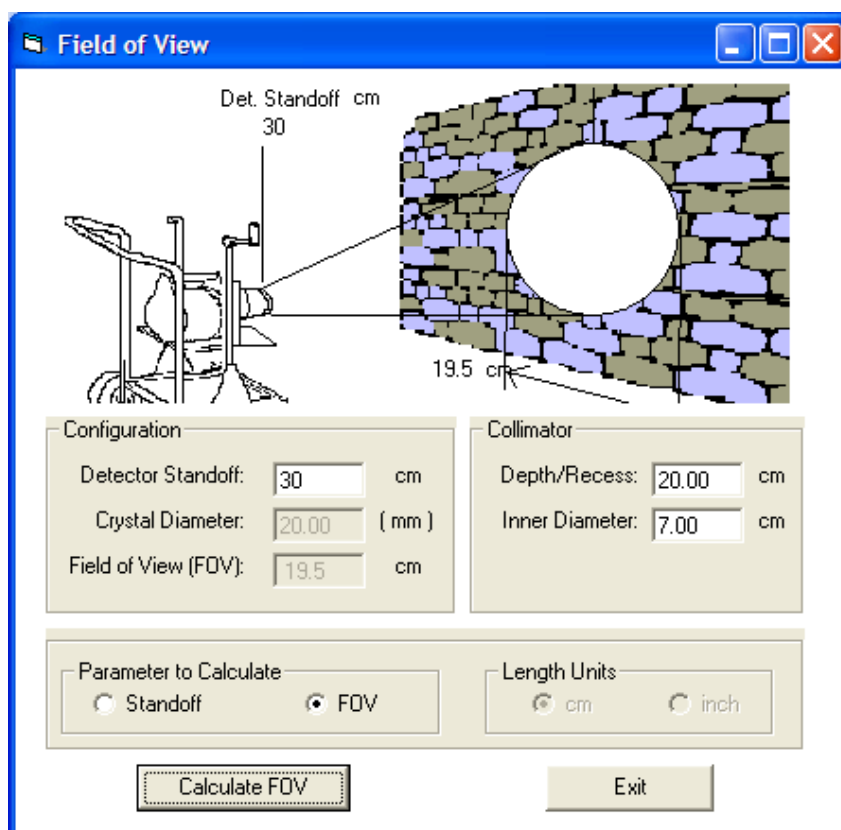 Field of View
Det. Standoff cm
30
19.5 cm
Configuration
Detector Standoff: 30 cm
Crystal Diameter: 20.00 ( mm )
Field of View (FOV): 19.5 cm
Collimator
Depth/Recess: 20.00 cm
Inner Diameter: 7.00 cm
Parameter to Calculate
Standoff FOV
Length Units
cm inch
Calculate FOV Exit